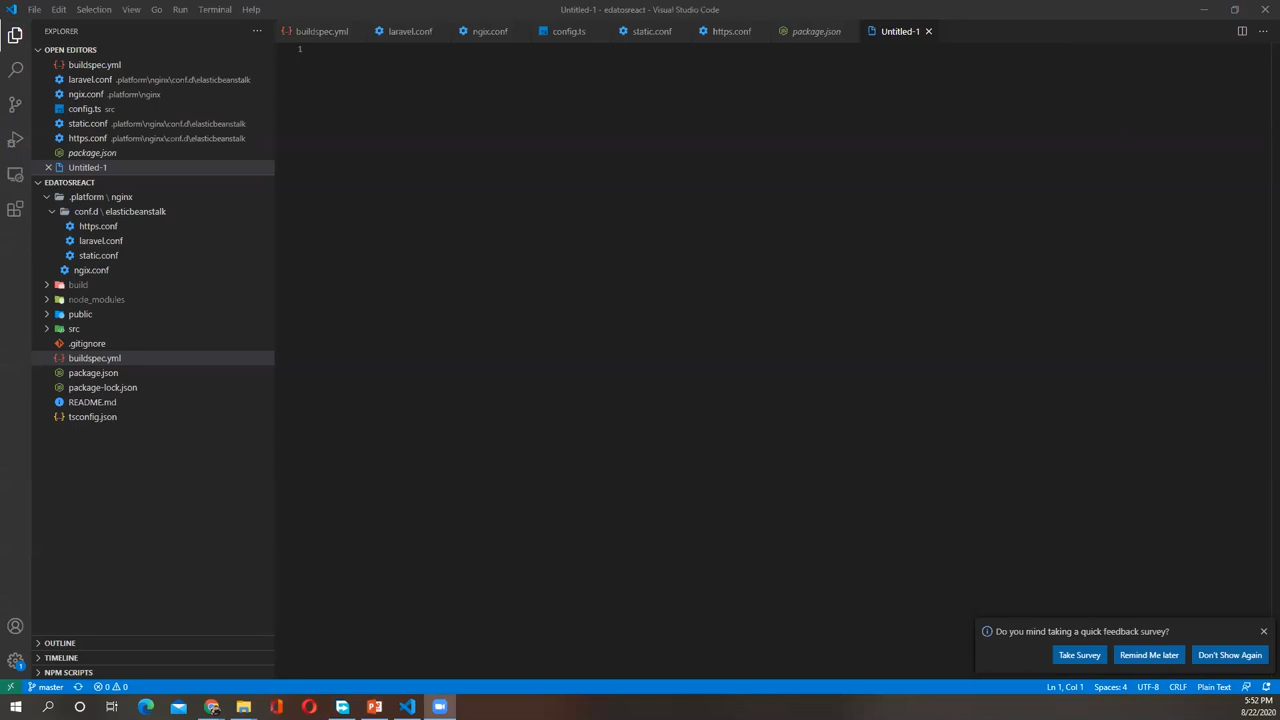 File Edit Selection View Go Run Terminal Help
Untitled-1 - edatosreact - Visual Studio Code
EXPLORER
buildspec.yml laravel.conf ngix.conf config.ts static.conf https.conf package.json Untitled-1
OPEN EDITORS
buildspec.yml
laravel.conf .platform\nginx\conf.d\elasticbeanstalk
ngix.conf .platform\nginx
config.ts src
static.conf .platform\nginx\conf.d\elasticbeanstalk
https.conf .platform\nginx\conf.d\elasticbeanstalk
package.json
Untitled-1
EDATOSREACT
.platform \ nginx
conf.d \ elasticbeanstalk
https.conf
laravel.conf
static.conf
ngix.conf
build
node_modules
public
src
.gitignore
buildspec.yml
package.json
package-lock.json
README.md
tsconfig.json
OUTLINE
TIMELINE
NPM SCRIPTS
1
Do you mind taking a quick feedback survey?
Take Survey Remind Me later Don't Show Again
1
master 0 0
Ln 1, Col 1 Spaces: 4 UTF-8 CRLF Plain Text
5:52 PM
8/22/2020